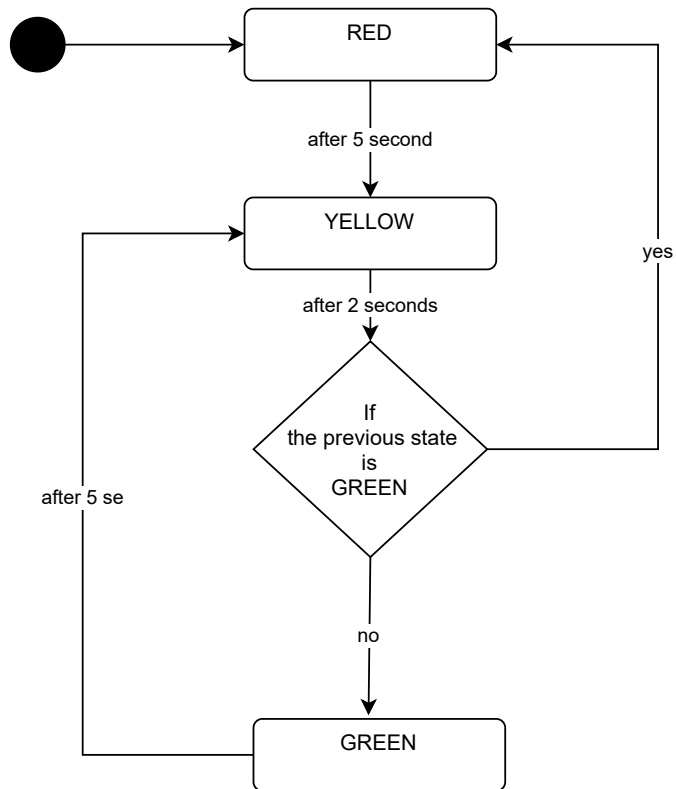 RED
after 5 second
YELLOW
yes
after 2 seconds
If
the previous state
is
GREEN
after 5 se
no
GREEN